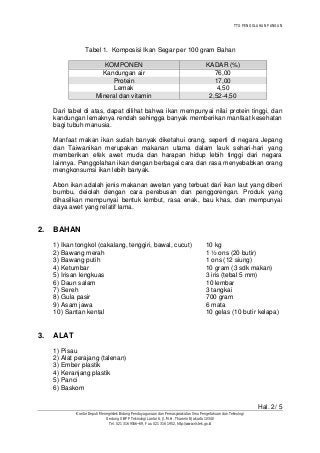 TTG PENGOLAHAN PANGAN
Tabel 1. Komposisi Ikan Segar per 100 gram Bahan
KOMPONEN KADAR (%)
Kandungan air 76,00
Protein 17,00
Lemak 4,50
Mineral dan vitamin 2,52-4,50
Dari tabel di atas, dapat dilihat bahwa ikan mempunyai nilai protein tinggi, dan
kandungan lemaknya rendah sehingga banyak memberikan manfaat kesehatan
bagi tubuh manusia.
Manfaat makan ikan sudah banyak diketahui orang, seperti di negara Jepang
dan Taiwan ikan merupakan makanan utama dalam lauk sehari-hari yang
memberikan efek awet muda dan harapan hidup lebih tinggi dari negara
lainnya. Penggolahan ikan dengan berbagai cara dan rasa menyebabkan orang
mengkonsumsi ikan lebih banyak.
Abon ikan adalah jenis makanan awetan yang terbuat dari ikan laut yang diberi
bumbu, diolah dengan cara perebusan dan penggorengan. Produk yang
dihasilkan mempunyai bentuk lembut, rasa enak, bau khas, dan mempunyai
daya awet yang relatif lama.
2. BAHAN
1) Ikan tongkol (cakalang, tenggiri, bawal, cucut) 10 kg
2) Bawang merah 1 ½ ons (20 butir)
3) Bawang putih 1 ons (12 siung)
4) Ketumbar 10 gram (3 sdk makan)
5) Irisan lengkuas 3 iris (tebal 5 mm)
6) Daun salam 10 lembar
7) Sereh 3 tangkai
8) Gula pasir 700 gram
9) Asam jawa 6 mata
10) Santan kental 10 gelas (10 butir kelapa)
3. ALAT
1) Pisau
2) Alat perajang (talenan)
3) Ember plastik
4) Keranjang plastik
5) Panci
6) Baskom
Hal. 2/ 5
Kantor Deputi Menegristek Bidang Pendayagunaan dan Pemasyarakatan Ilmu Pengetahuan dan Teknologi
Gedung II BPP Teknologi Lantai 6, Jl. M.H. Thamrin 8 Jakarta 10340
Tel. 021 316 9166~69, Fax. 021 316 1952, http://www.ristek.go.id